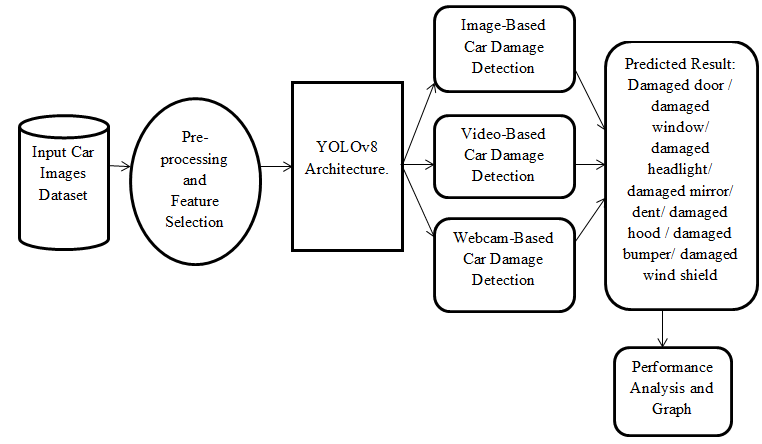 Input Car
Images
Dataset
Pre-
processing
and
Feature
Selection
YOLOv8
Architecture.
Image-Based
Car Damage
Detection
Video-Based
Car Damage
Detection
Webcam-Based
Car Damage
Detection
Predicted Result:
Damaged door /
damaged
window/
damaged
headlight/
damaged mirror/
dent/ damaged
hood / damaged
bumper/ damaged
wind shield
Performance
Analysis and
Graph